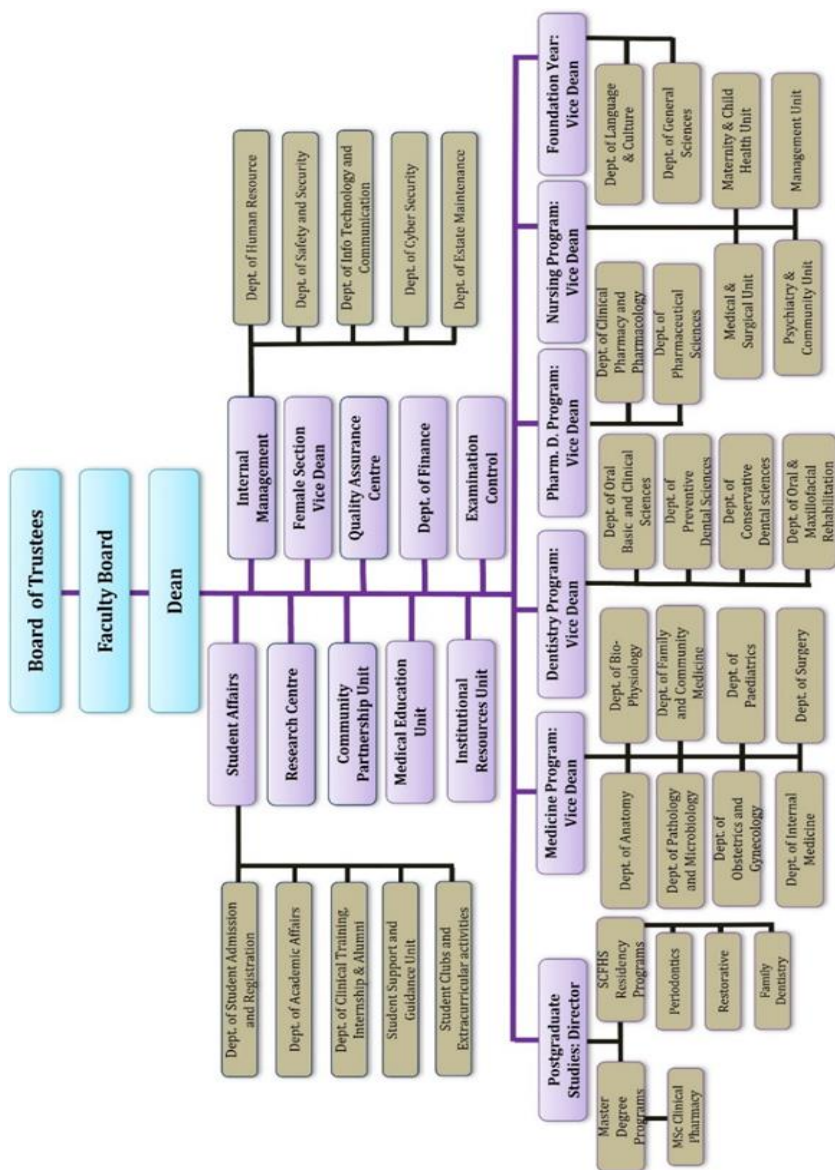 Board of Trustees
Faculty Board
Dean
Student Affairs
Research Centre
Community
Partnership Unit
Medical Education
Unit
Institutional
Resources Unit
Internal
Management
Female Section
Vice Dean
Quality Assurance
Centre
Dept. of Finance
Examination
Control
Dept. of Student Admission
and Registration
Dept. of Academic Affairs
Dept. of Clinical Training,
Internship & Alumni
Student Support and
Guidance Unit
Student Clubs and
Extracurricular activities
Dept. of Human Resource
Dept. of Safety and Security
Dept. of Info Technology and
Communication
Dept. of Cyber Security
Dept. of Estate Maintenance
Postgraduate
Studies: Director
Master
Degree
Programs
MSc Clinical
Pharmacy
SCFHS
Residency
Programs
Periodontics
Restorative
Family
Dentistry
Medicine Program:
Vice Dean
Dept. of Anatomy
Dept. of Bio-
Physiology
Dept. of Pathology
and Microbiology
Dept. of Family
and Community
Medicine
Dept. of
Obstetrics and
Gynecology
Dept. of
Paediatrics
Dept. of Internal
Medicine
Dept. of Surgery
Dentistry Program:
Vice Dean
Dept. of Oral
Basic and Clinical
Sciences
Dept. of
Preventive
Dental Sciences
Dept. of
Conservative
Dental sciences
Dept. of Oral &
Maxillofacial
Rehabilitation
Pharm. D. Program:
Vice Dean
Dept. of Clinical
Pharmacy and
Pharmacology
Dept. of
Pharmaceutical
Sciences
Nursing Program:
Vice Dean
Medical &
Surgical Unit
Maternity & Child
Health Unit
Psychiatry &
Community Unit
Management Unit
Foundation Year:
Vice Dean
Dept. of Language
& Culture
Dept. of General
Sciences